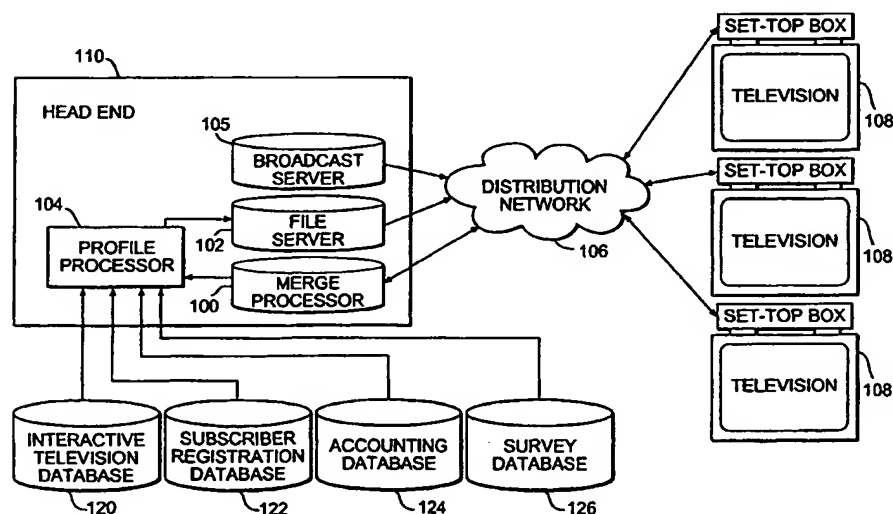 110
HEAD END
105
BROADCAST
SERVER
104
PROFILE
PROCESSOR
102
FILE
SERVER
100
MERGE
PROCESSOR
DISTRIBUTION
NETWORK
106
SET-TOP BOX
TELEVISION
108
SET-TOP BOX
TELEVISION
108
SET-TOP BOX
TELEVISION
108
INTERACTIVE
TELEVISION
DATABASE
120
SUBSCRIBER
REGISTRATION
DATABASE
122
ACCOUNTING
DATABASE
124
SURVEY
DATABASE
126